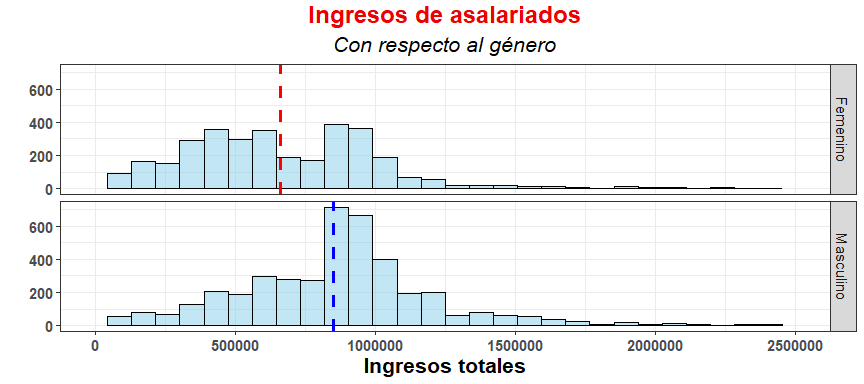 Ingresos de asalariados
Con respecto al género
600
400
200
0
Femenino
600
400
200
0
Masculino
0 500000 1000000 1500000 2000000 2500000
Ingresos totales